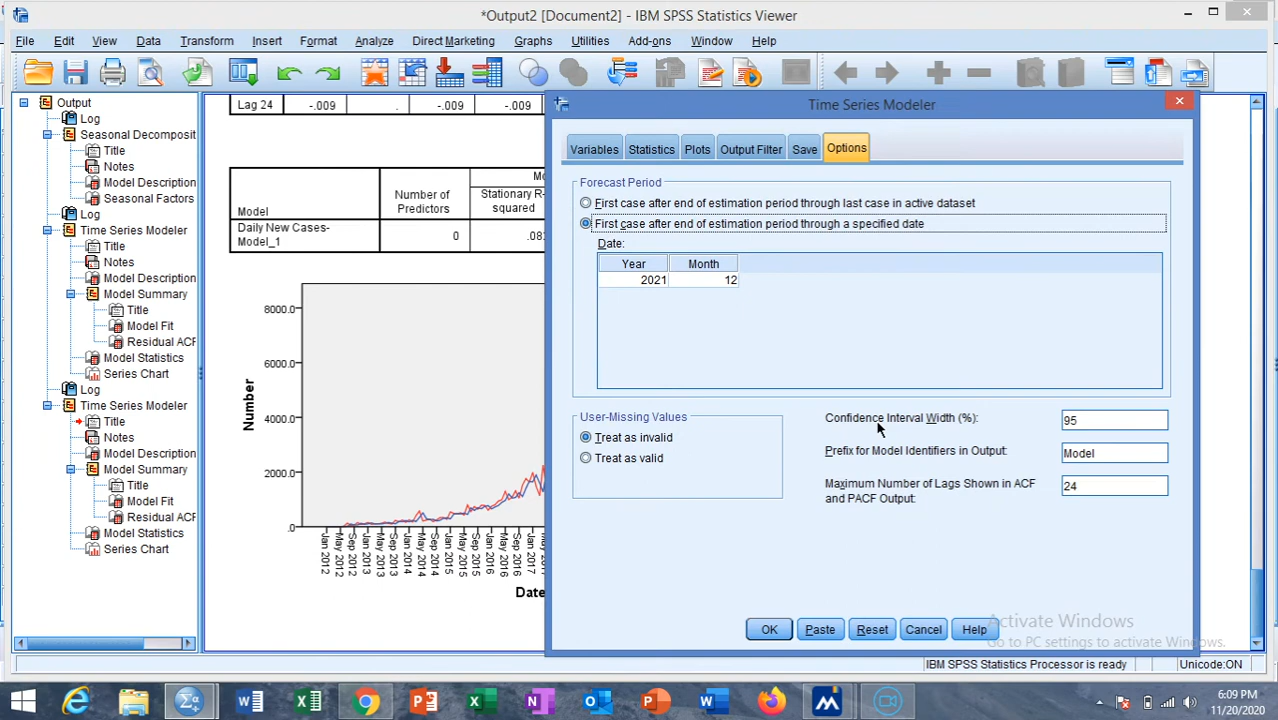 *Output2 [Document2] - IBM SPSS Statistics Viewer
File Edit View Data Transform Insert Format Analyze Direct Marketing Graphs Utilities Add-ons Window Help
Output
Log
Seasonal Decomposit
Title
Notes
Model Description
Seasonal Factors
Log
Time Series Modeler
Title
Notes
Model Description
Model Summary
Title
Model Fit
Residual ACF
Model Statistics
Series Chart
Log
Time Series Modeler
Title
Notes
Model Description
Model Summary
Title
Model Fit
Residual ACF
Model Statistics
Series Chart
Lag 24 -.009 . -.009 -.009
Model
Number of
Predictors
Mo
Stationary R-
squared
Daily New Cases-
Model_1
0
.08
Number
8000.0
6000.0
4000.0
2000.0
.0
Jan 2012
May 2012
Sep 2012
Jan 2013
May 2013
Sep 2013
Jan 2014
May 2014
Sep 2014
Jan 2015
May 2015
Sep 2015
Jan 2016
May 2016
Sep 2016
Jan 2017
Date
Time Series Modeler
Variables Statistics Plots Output Filter Save Options
Forecast Period
First case after end of estimation period through last case in active dataset
First case after end of estimation period through a specified date
Date:
Year Month
2021 12
User-Missing Values
Treat as invalid
Treat as valid
Confidence Interval Width (%): 95
Prefix for Model Identifiers in Output: Model
Maximum Number of Lags Shown in ACF
and PACF Output: 24
OK Paste Reset Cancel Help
Activate Windows
Go to PC settings to activate Windows.
IBM SPSS Statistics Processor is ready
Unicode:ON
6:09 PM
11/20/2020